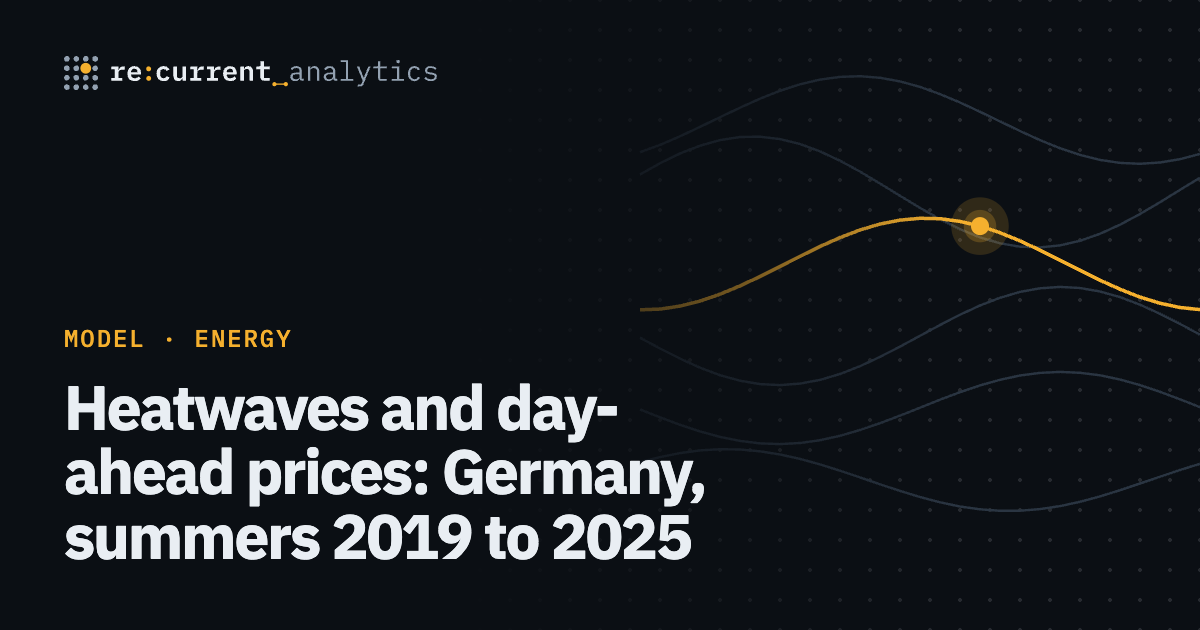 re:current_analytics
MODEL · ENERGY
Heatwaves and day-
ahead prices: Germany,
summers 2019 to 2025